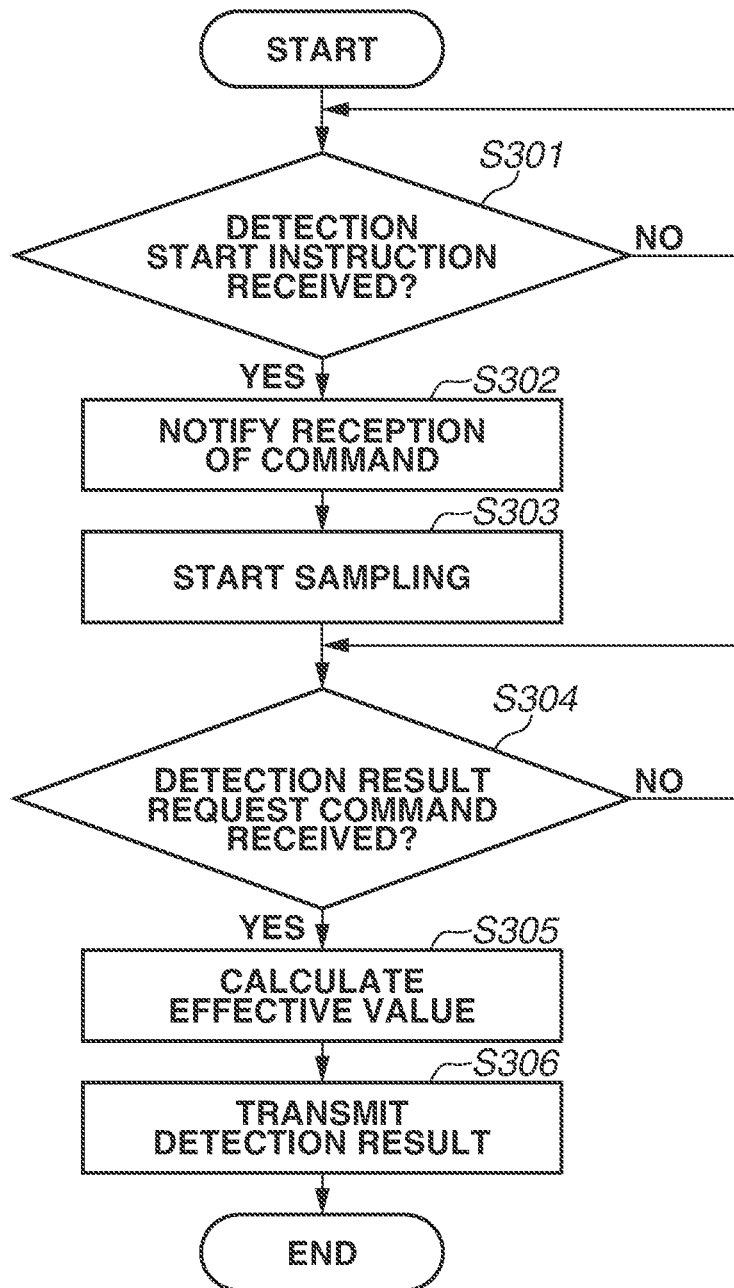 START
S301
DETECTION
START INSTRUCTION
RECEIVED?
NO
YES
S302
NOTIFY RECEPTION
OF COMMAND
S303
START SAMPLING
S304
DETECTION RESULT
REQUEST COMMAND
RECEIVED?
NO
YES
S305
CALCULATE
EFFECTIVE VALUE
S306
TRANSMIT
DETECTION RESULT
END